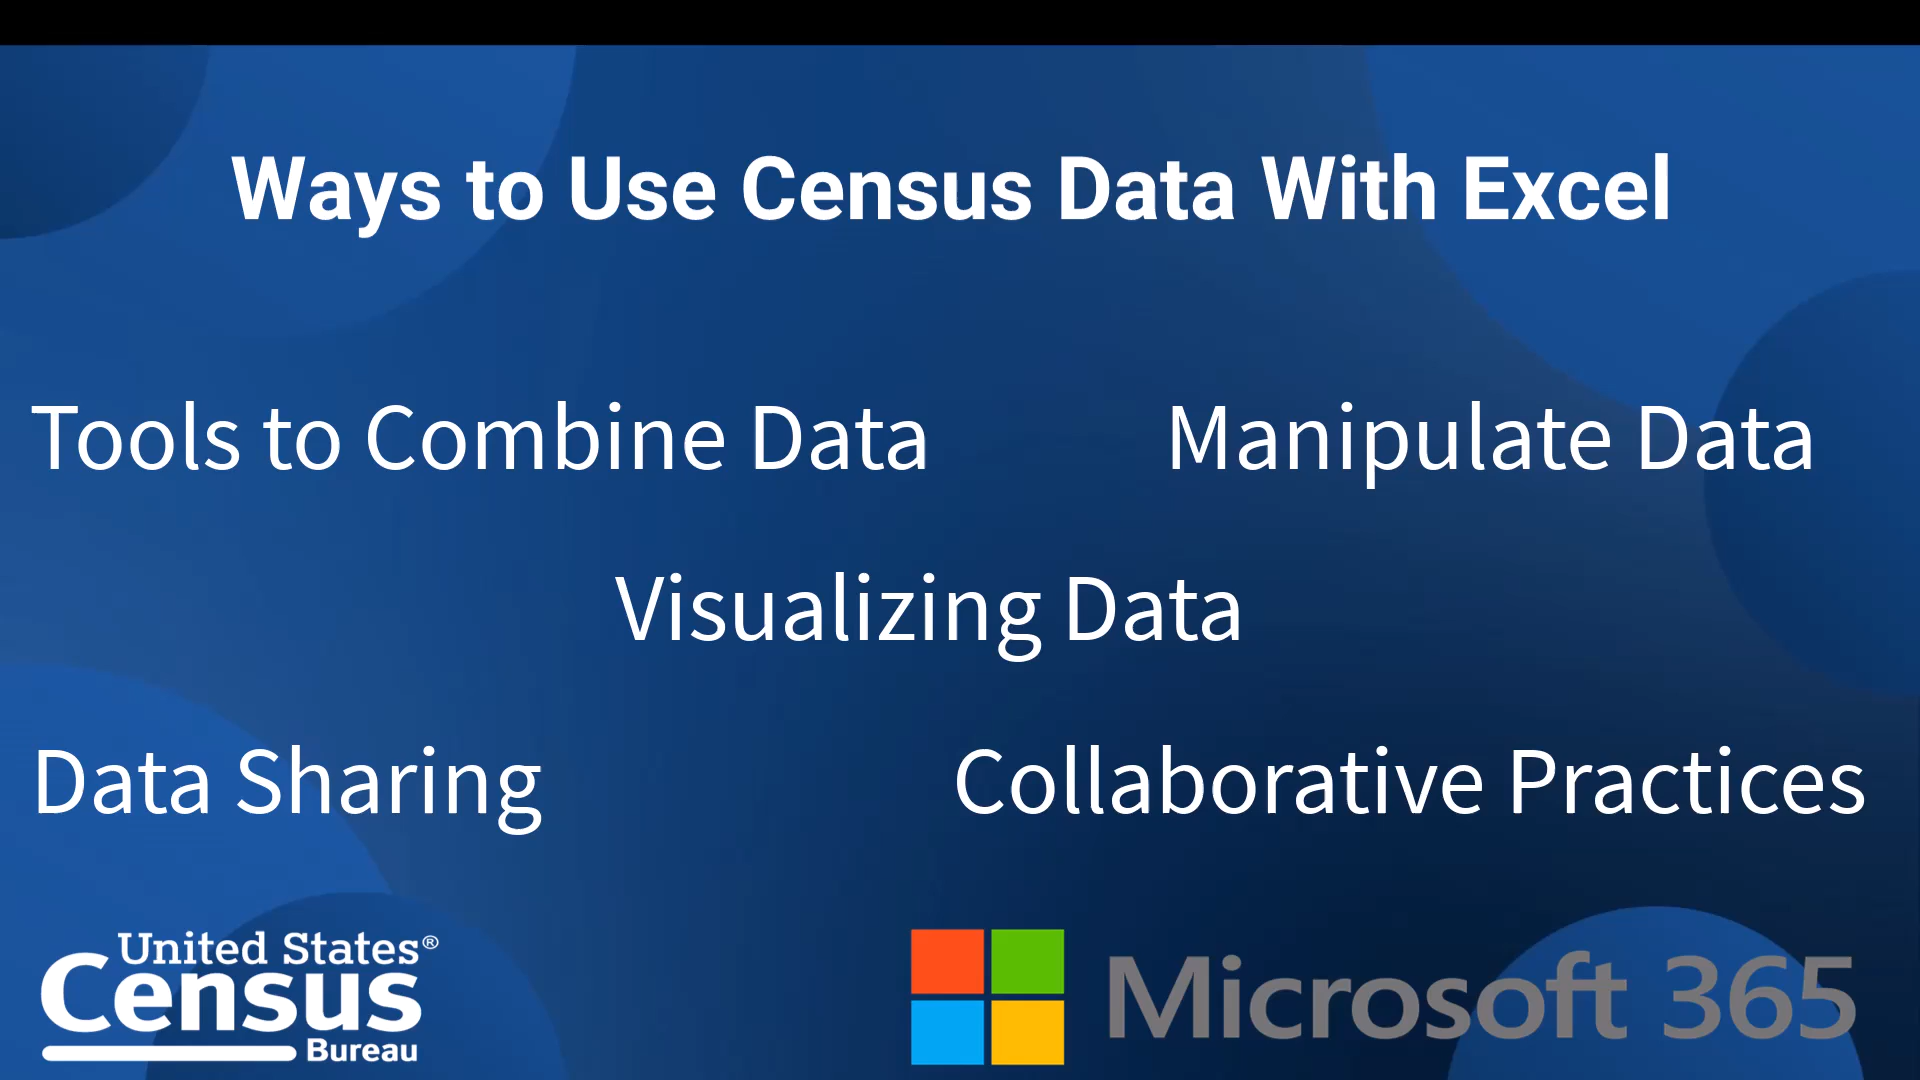 Ways to Use Census Data With Excel
Tools to Combine Data
Manipulate Data
Visualizing Data
Data Sharing
Collaborative Practices
United States®
Census
Bureau
Microsoft 365